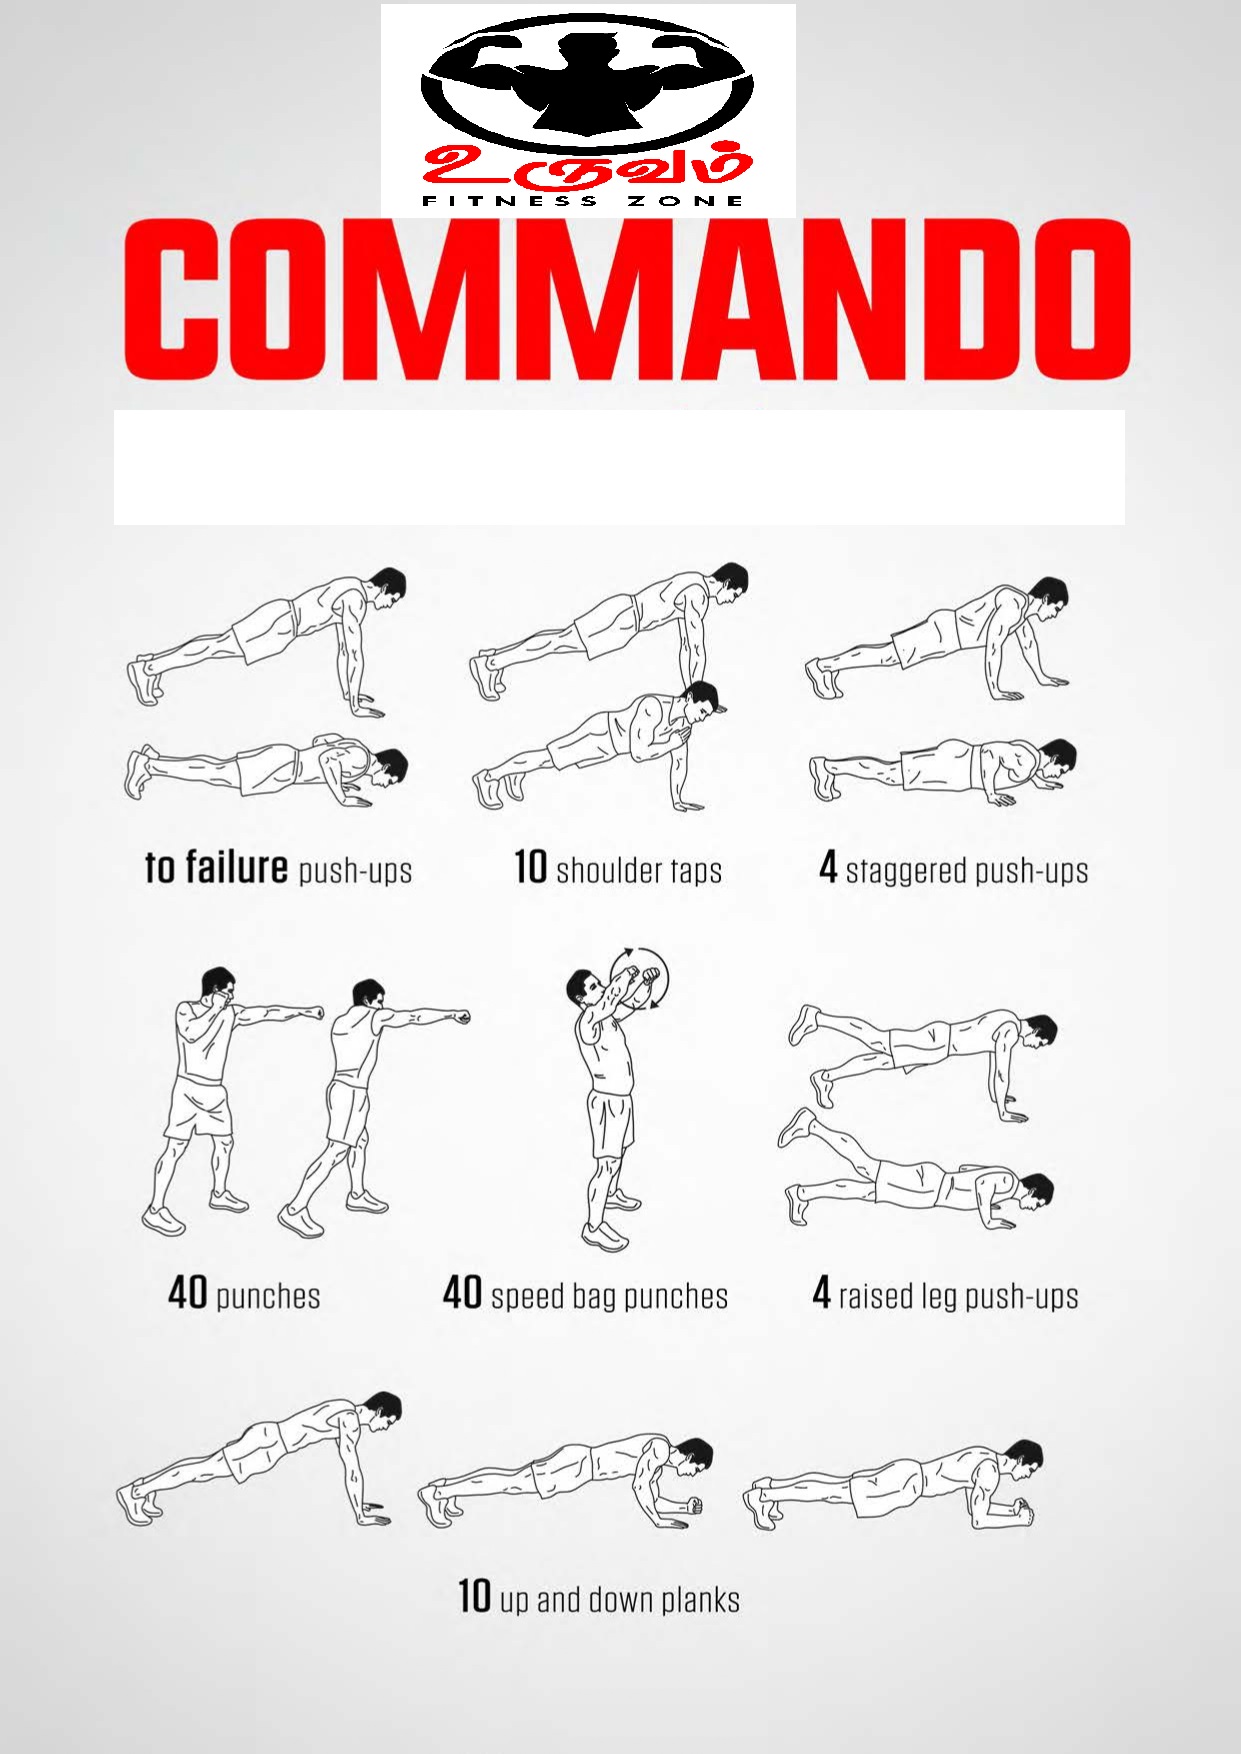 உருவம்
FITNESS ZONE
COMMANDO
to failure push-ups
10 shoulder taps
4 staggered push-ups
40 punches
40 speed bag punches
4 raised leg push-ups
10 up and down planks